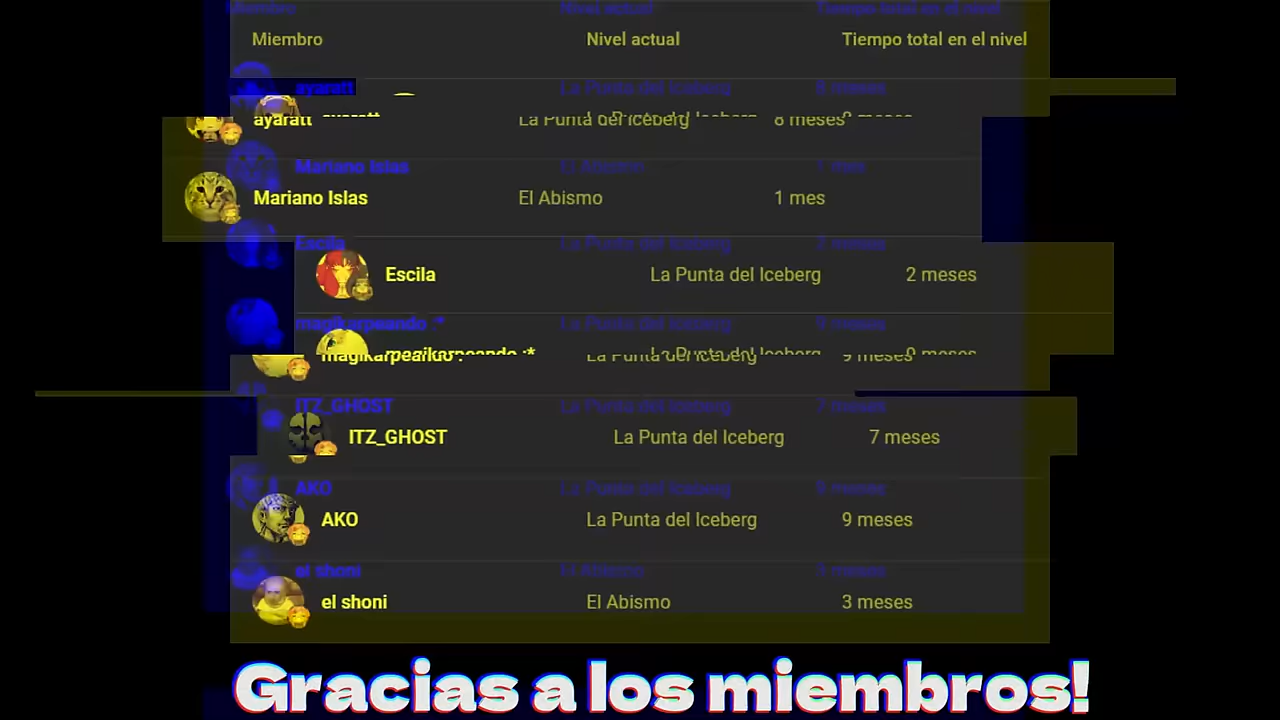 Miembro Nivel actual Tiempo total en el nivel
ayaratt La Punta del Iceberg 8 meses
Mariano Islas El Abismo 1 mes
Escila La Punta del Iceberg 2 meses
magikarpeando :* La Punta del Iceberg 9 meses
ITZ_GHOST La Punta del Iceberg 7 meses
AKO La Punta del Iceberg 9 meses
el shoni El Abismo 3 meses
Gracias a los miembros!